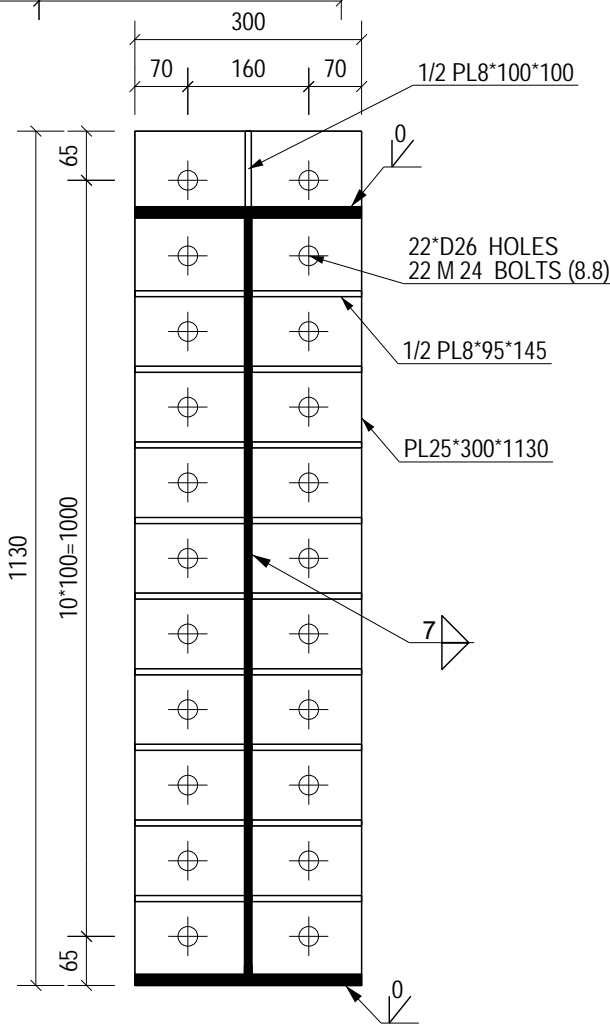 300
70
160
70
1/2 PL8*100*100
65
0
22*D26 HOLES
22 M 24 BOLTS (8.8)
1/2 PL8*95*145
PL25*300*1130
1130
10*100=1000
7
65
0